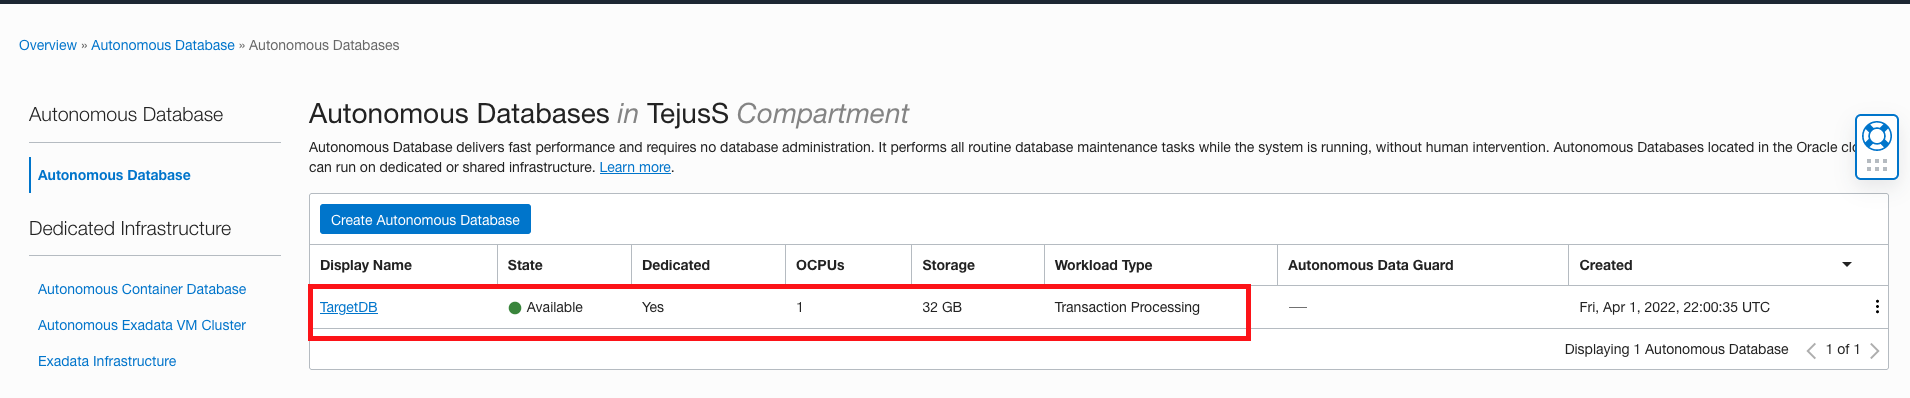 Overview » Autonomous Database » Autonomous Databases
Autonomous Database
Autonomous Database
Dedicated Infrastructure
Autonomous Container Database
Autonomous Exadata VM Cluster
Exadata Infrastructure
Autonomous Databases in TejusS Compartment
Autonomous Database delivers fast performance and requires no database administration. It performs all routine database maintenance tasks while the system is running, without human intervention. Autonomous Databases located in the Oracle
can run on dedicated or shared infrastructure. Learn more.
Create Autonomous Database
Display Name State Dedicated OCPUs Storage Workload Type Autonomous Data Guard Created
TargetDB Available Yes 1 32 GB Transaction Processing — Fri, Apr 1, 2022, 22:00:35 UTC
Displaying 1 Autonomous Database 1 of 1